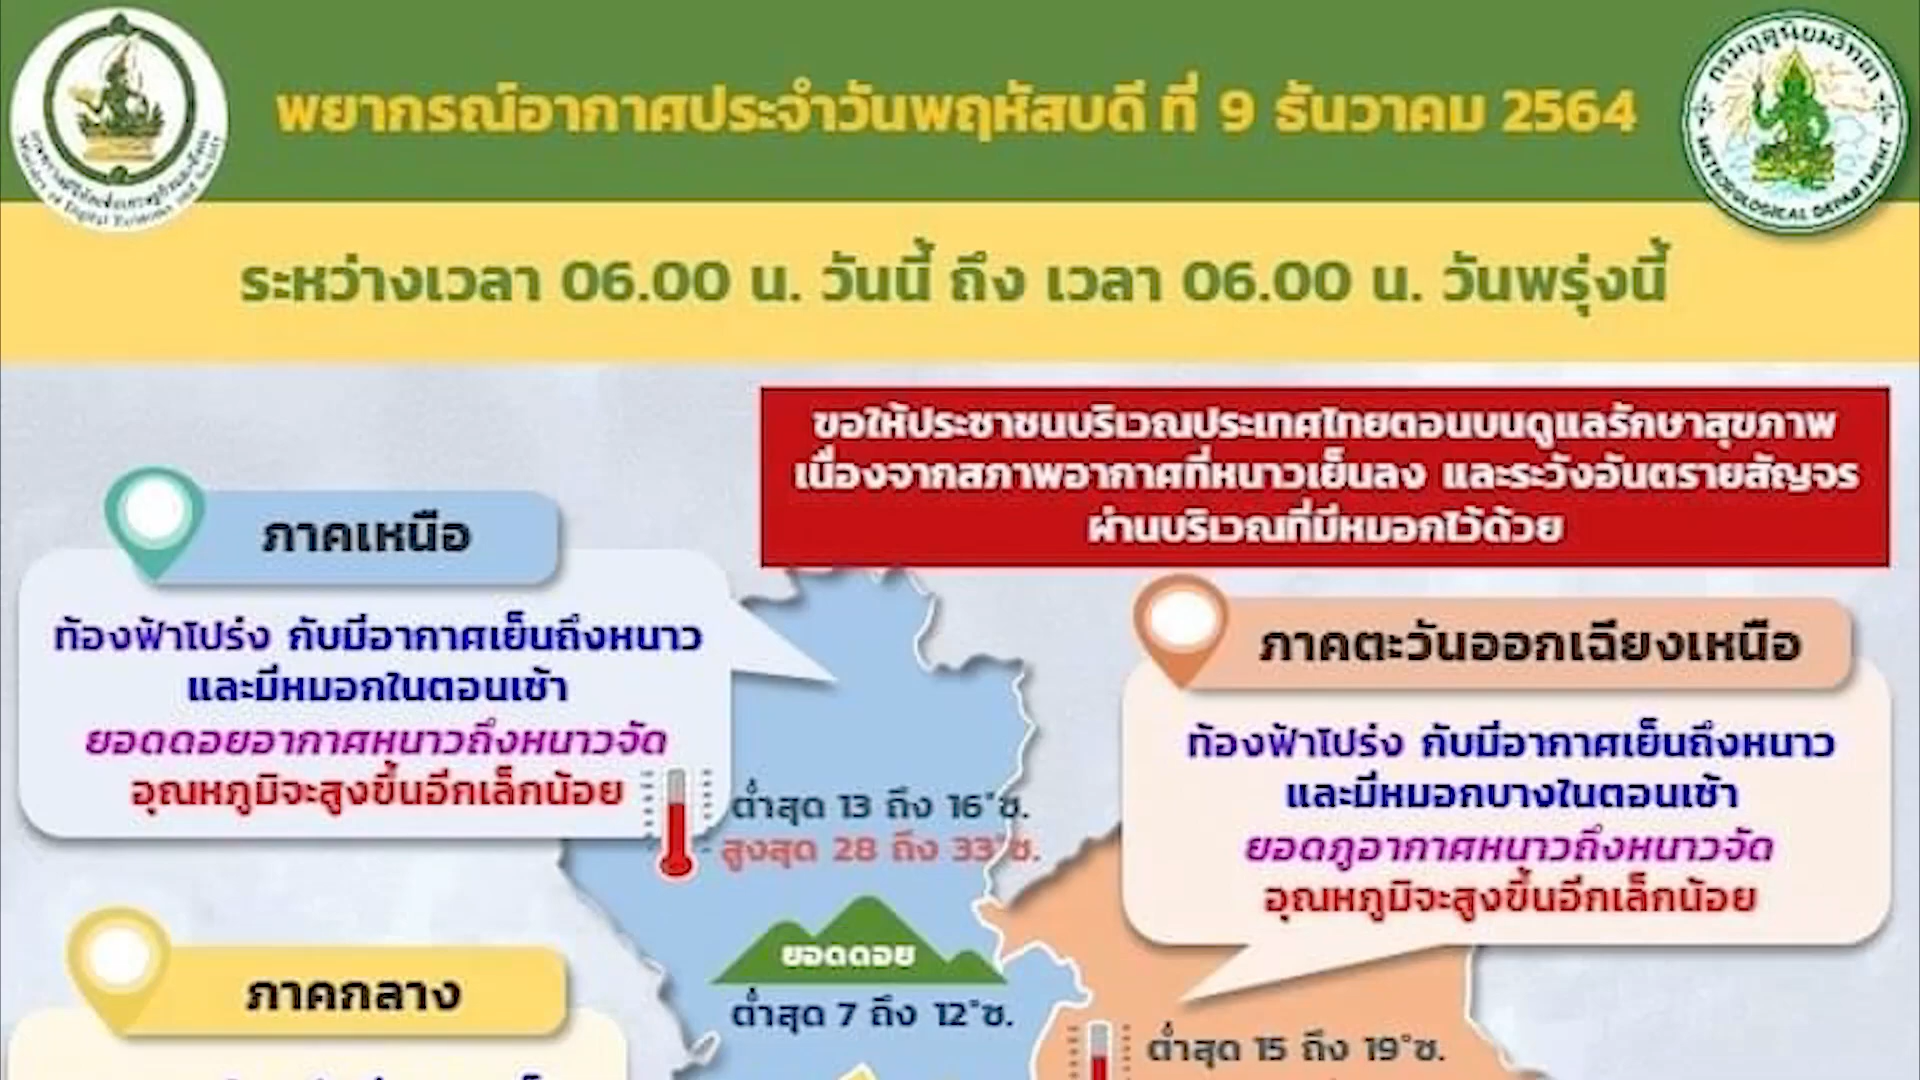 พยากรณ์อากาศประจำวันพฤหัสบดี ที่ 9 ธันวาคม 2564
กรมอุตุนิยมวิทยา
METEOROLOGICAL DEPARTMENT
ระหว่างเวลา 06.00 น. วันนี้ ถึง เวลา 06.00 น. วันพรุ่งนี้
ขอให้ประชาชนบริเวณประเทศไทยตอนบนดูแลรักษาสุขภาพ
เนื่องจากสภาพอากาศที่หนาวเย็นลง และระวังอันตรายสัญจร
ผ่านบริเวณที่มีหมอกไว้ด้วย
ภาคเหนือ
ท้องฟ้าโปร่ง กับมีอากาศเย็นถึงหนาว
และมีหมอกในตอนเช้า
ยอดดอยอากาศหนาวถึงหนาวจัด
อุณหภูมิจะสูงขึ้นอีกเล็กน้อย
ต่ำสุด 13 ถึง 16°ซ.
สูงสุด 28 ถึง 33°ซ.
ยอดดอย
ต่ำสุด 7 ถึง 12°ซ.
ภาคตะวันออกเฉียงเหนือ
ท้องฟ้าโปร่ง กับมีอากาศเย็นถึงหนาว
และมีหมอกบางในตอนเช้า
ยอดภูอากาศหนาวถึงหนาวจัด
อุณหภูมิจะสูงขึ้นอีกเล็กน้อย
ต่ำสุด 15 ถึง 19°ซ.
ภาคกลาง